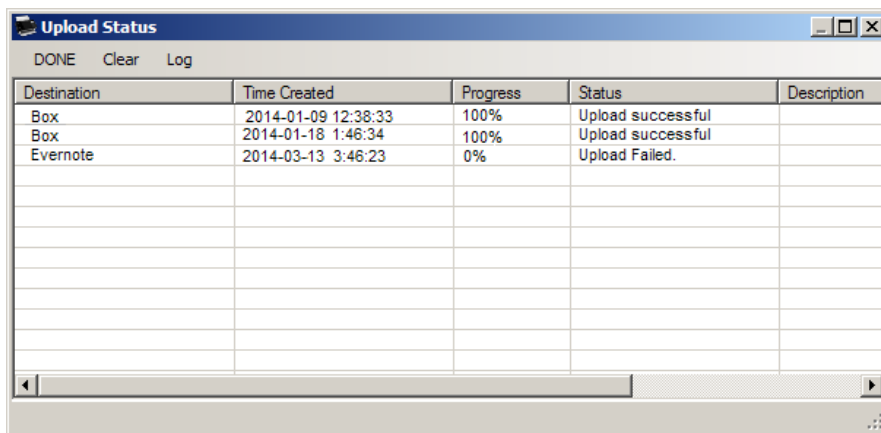 Upload Status
DONE Clear Log
Destination Time Created Progress Status Description
Box 2014-01-09 12:38:33 100% Upload successful
Box 2014-01-18 1:46:34 100% Upload successful
Evernote 2014-03-13 3:46:23 0% Upload Failed.